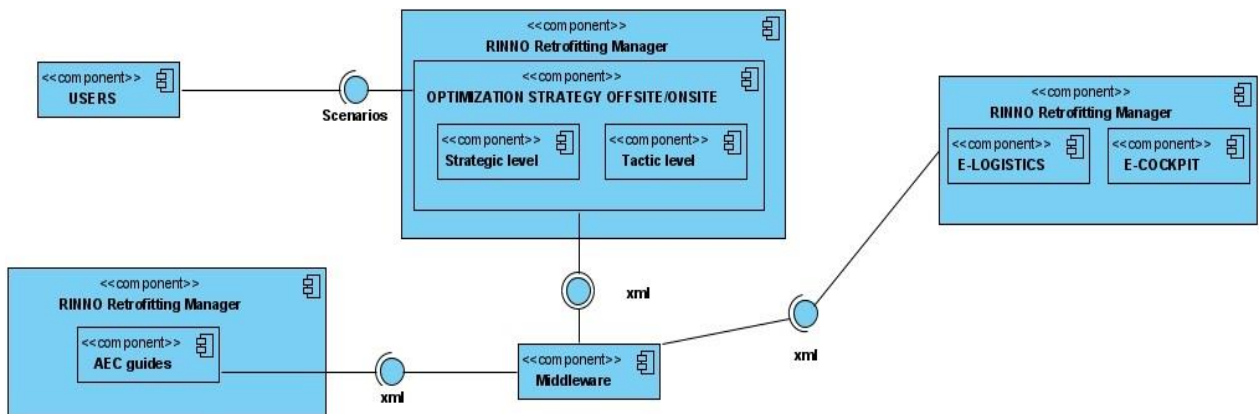 <<component>>
RINNO Retrofitting Manager
<<component>>
OPTIMIZATION STRATEGY OFFSITE/ONSITE
<<component>>
Strategic level
<<component>>
Tactic level
<<component>>
USERS
Scenarios
<<component>>
RINNO Retrofitting Manager
<<component>>
E-LOGISTICS
<<component>>
E-COCKPIT
<<component>>
RINNO Retrofitting Manager
<<component>>
AEC guides
xml
xml
xml
<<component>>
Middleware